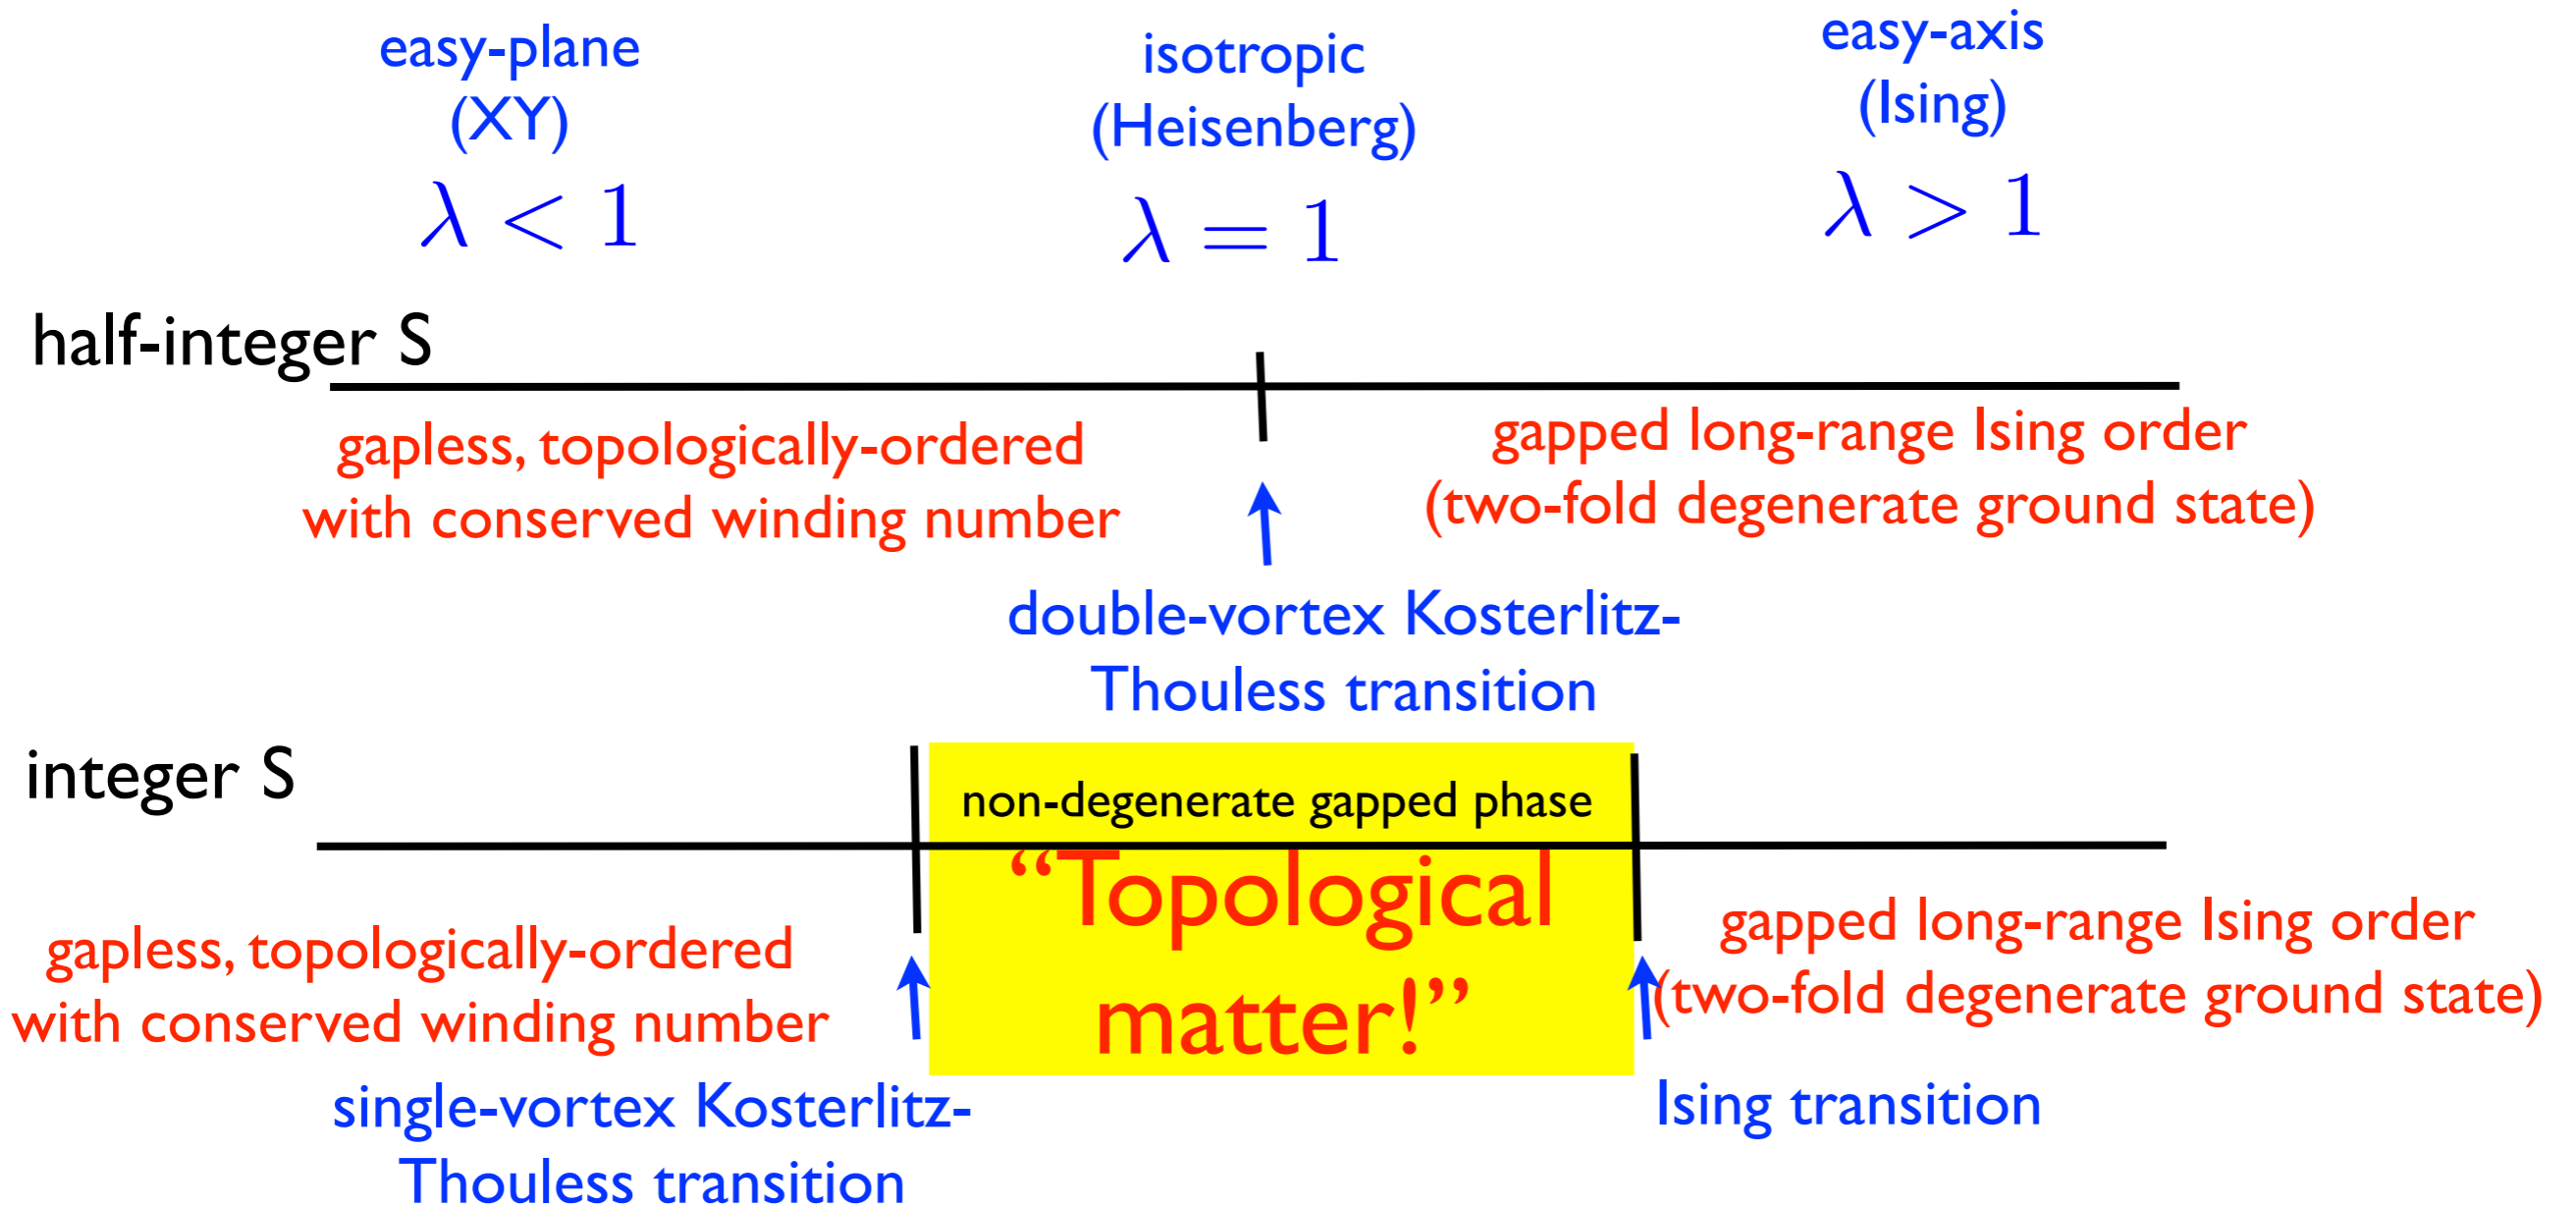 easy-plane
(XY)
λ < 1
isotropic
(Heisenberg)
λ = 1
easy-axis
(Ising)
λ > 1
half-integer S
gapless, topologically-ordered
with conserved winding number
gapped long-range Ising order
(two-fold degenerate ground state)
double-vortex Kosterlitz-
Thouless transition
integer S
non-degenerate gapped phase
“Topological
matter!”
gapless, topologically-ordered
with conserved winding number
gapped long-range Ising order
(two-fold degenerate ground state)
single-vortex Kosterlitz-
Thouless transition
Ising transition